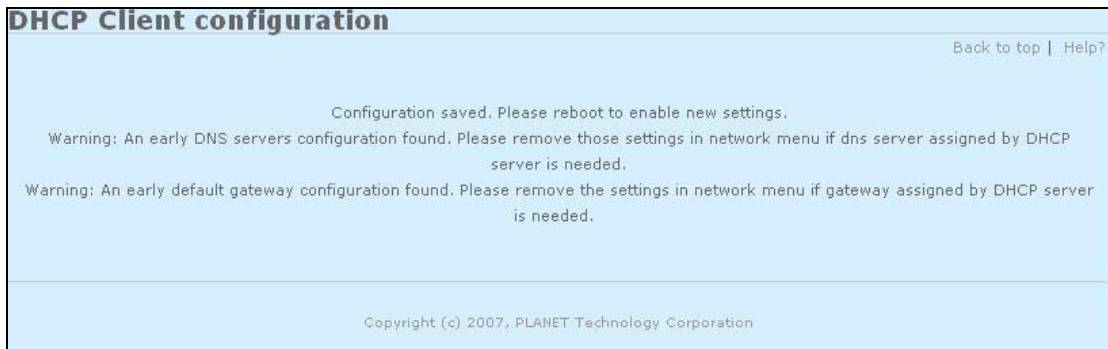 DHCP Client configuration
Back to top | Help?
Configuration saved. Please reboot to enable new settings.
Warning: An early DNS servers configuration found. Please remove those settings in network menu if dns server assigned by DHCP
server is needed.
Warning: An early default gateway configuration found. Please remove the settings in network menu if gateway assigned by DHCP server
is needed.
Copyright (c) 2007, PLANET Technology Corporation